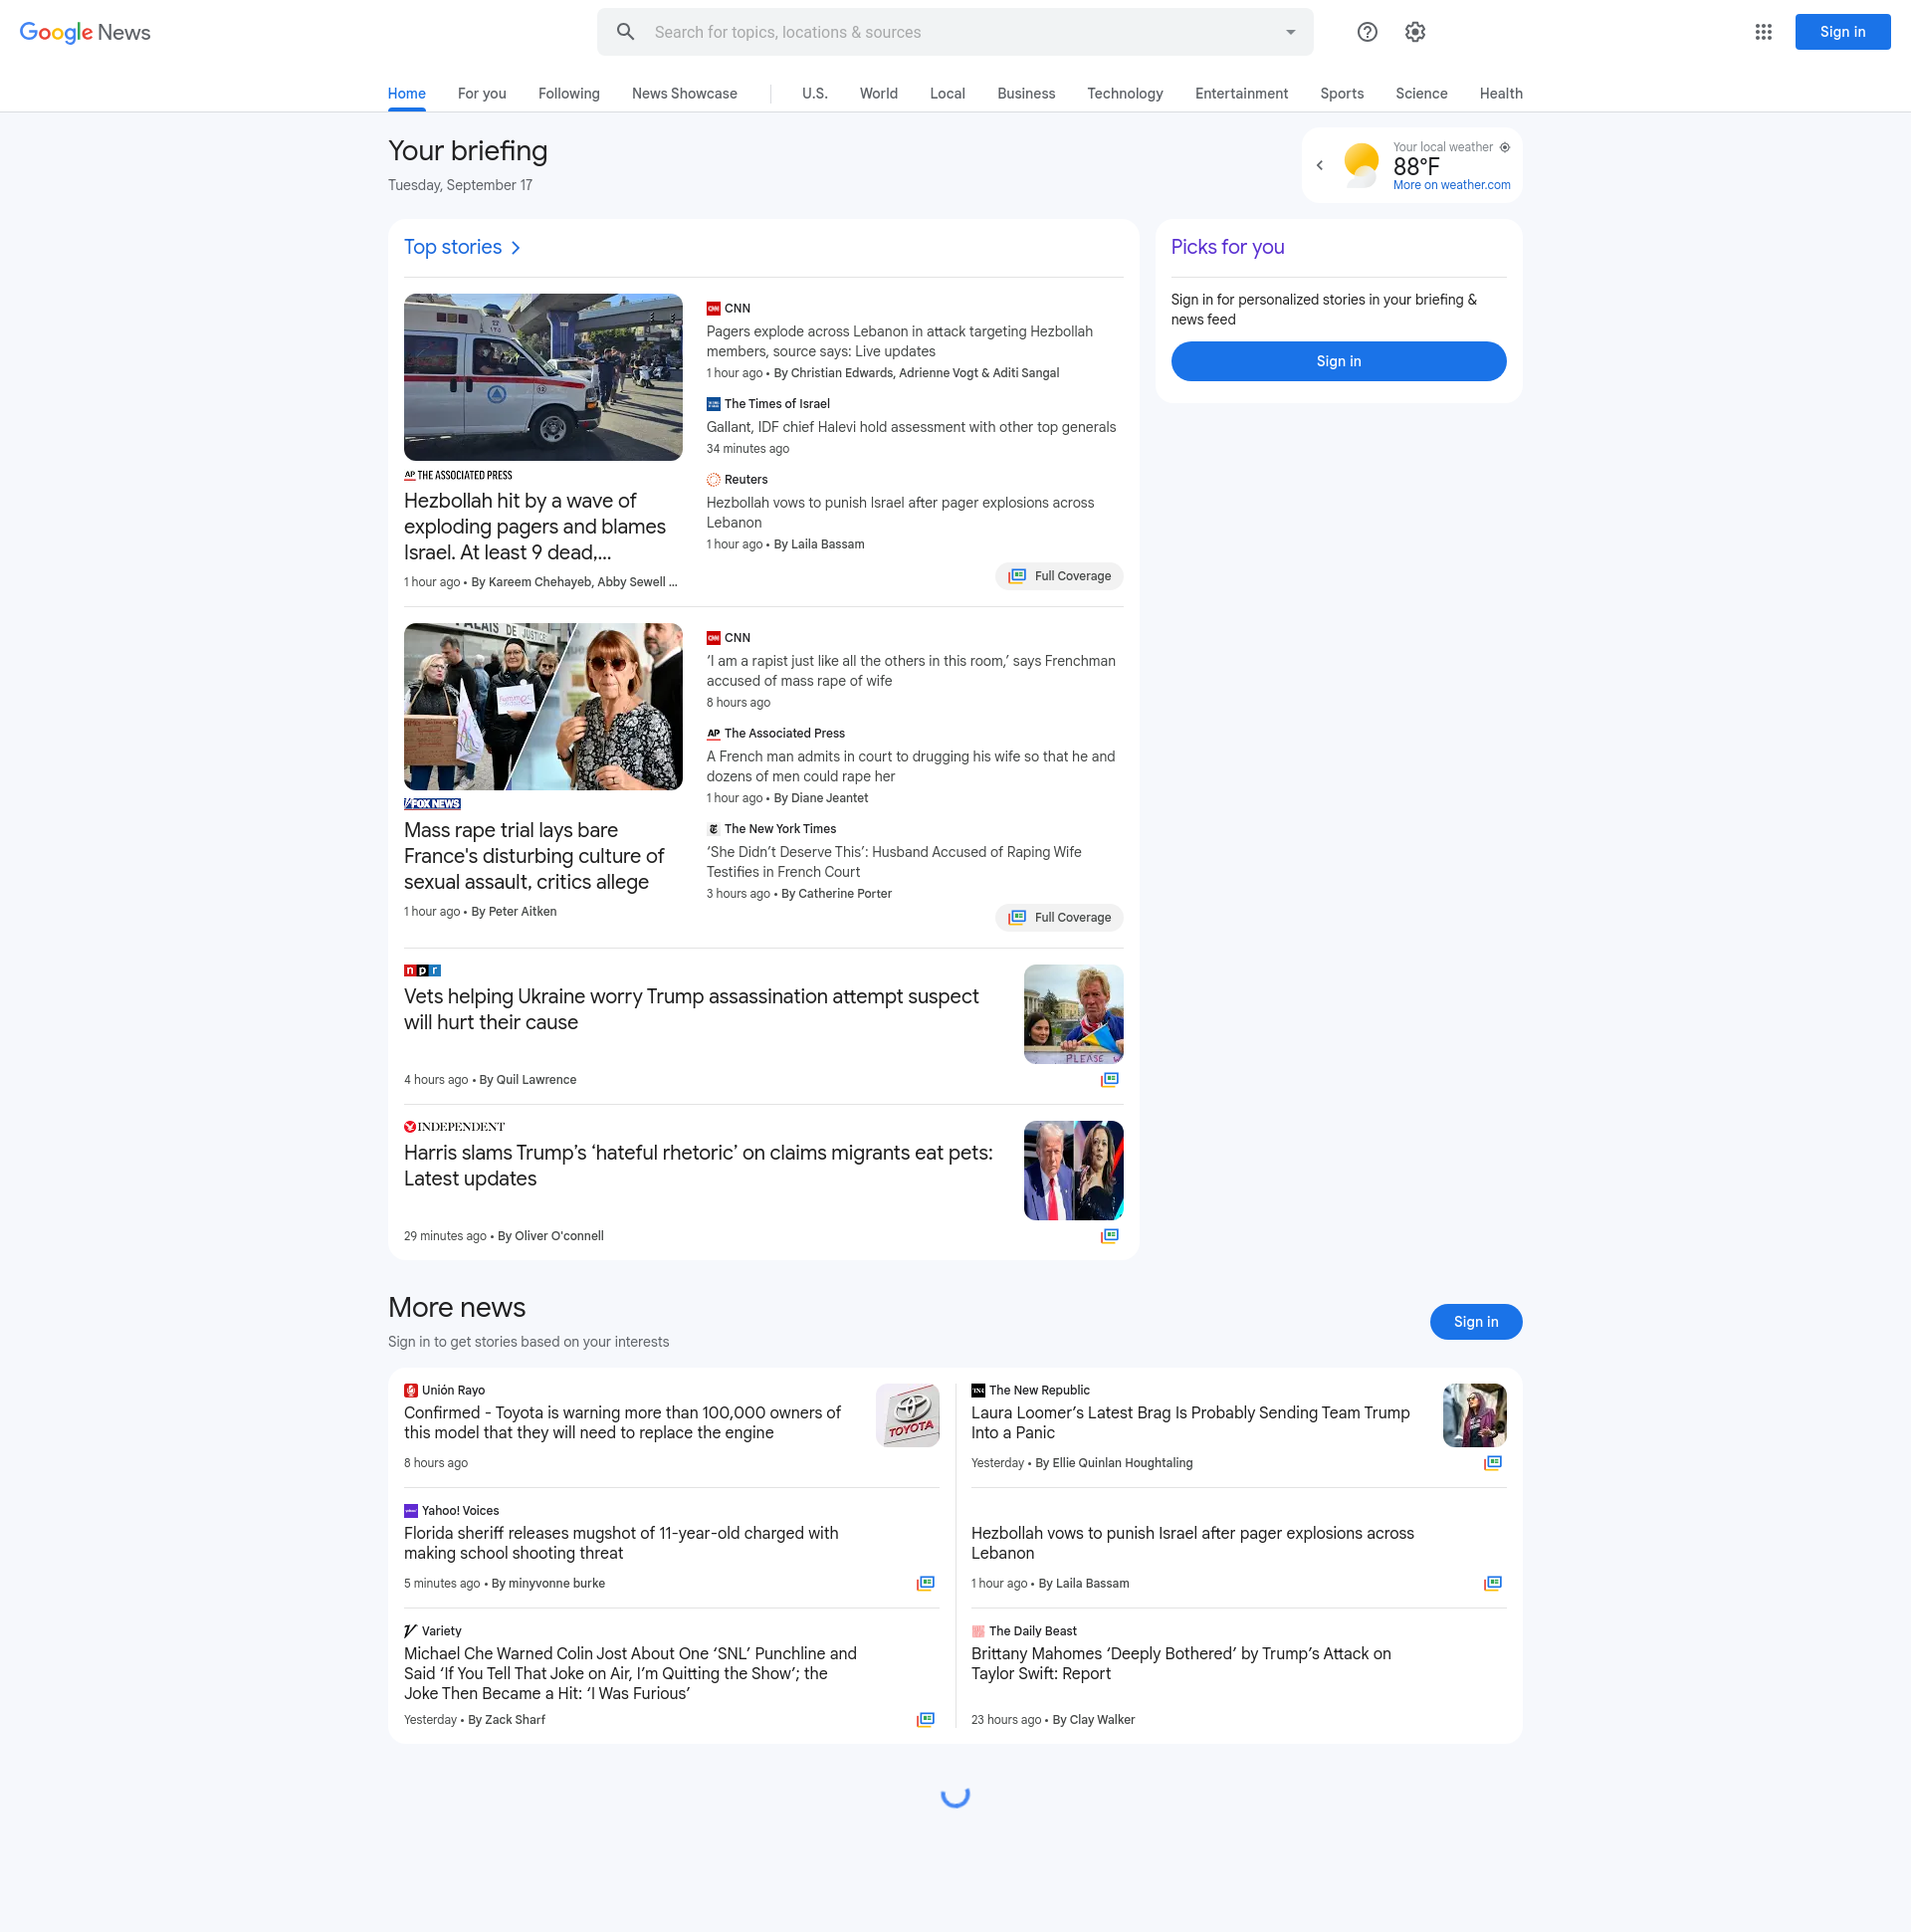 Google News
Search for topics, locations & sources
Sign in
Home
For you
Following
News Showcase
U.S.
World
Local
Business
Technology
Entertainment
Sports
Science
Health
Your briefing
Tuesday, September 17
Your local weather
88°F
More on weather.com
Top stories
AP THE ASSOCIATED PRESS
Hezbollah hit by a wave of
exploding pagers and blames
Israel. At least 9 dead,...
1 hour ago • By Kareem Chehayeb, Abby Sewell ...
CNN
Pagers explode across Lebanon in attack targeting Hezbollah
members, source says: Live updates
1 hour ago • By Christian Edwards, Adrienne Vogt & Aditi Sangal
The Times of Israel
Gallant, IDF chief Halevi hold assessment with other top generals
34 minutes ago
Reuters
Hezbollah vows to punish Israel after pager explosions across
Lebanon
1 hour ago • By Laila Bassam
Full Coverage
Picks for you
Sign in for personalized stories in your briefing &
news feed
Sign in
PALAIS DE JUSTICE
FOX NEWS
Mass rape trial lays bare
France's disturbing culture of
sexual assault, critics allege
1 hour ago • By Peter Aitken
CNN
‘I am a rapist just like all the others in this room,’ says Frenchman
accused of mass rape of wife
8 hours ago
AP The Associated Press
A French man admits in court to drugging his wife so that he and
dozens of men could rape her
1 hour ago • By Diane Jeantet
The New York Times
‘She Didn’t Deserve This’: Husband Accused of Raping Wife
Testifies in French Court
3 hours ago • By Catherine Porter
Full Coverage
npr
Vets helping Ukraine worry Trump assassination attempt suspect
will hurt their cause
PLEASE
4 hours ago • By Quil Lawrence
INDEPENDENT
Harris slams Trump’s ‘hateful rhetoric’ on claims migrants eat pets:
Latest updates
29 minutes ago • By Oliver O'connell
More news
Sign in to get stories based on your interests
Sign in
Unión Rayo
Confirmed - Toyota is warning more than 100,000 owners of
this model that they will need to replace the engine
TOYOTA
8 hours ago
The New Republic
Laura Loomer’s Latest Brag Is Probably Sending Team Trump
Into a Panic
Yesterday • By Ellie Quinlan Houghtaling
Yahoo! Voices
Florida sheriff releases mugshot of 11-year-old charged with
making school shooting threat
5 minutes ago • By minyvonne burke
Hezbollah vows to punish Israel after pager explosions across
Lebanon
1 hour ago • By Laila Bassam
Variety
Michael Che Warned Colin Jost About One ‘SNL’ Punchline and
Said ‘If You Tell That Joke on Air, I’m Quitting the Show’; the
Joke Then Became a Hit: ‘I Was Furious’
Yesterday • By Zack Sharf
The Daily Beast
Brittany Mahomes ‘Deeply Bothered’ by Trump’s Attack on
Taylor Swift: Report
23 hours ago • By Clay Walker